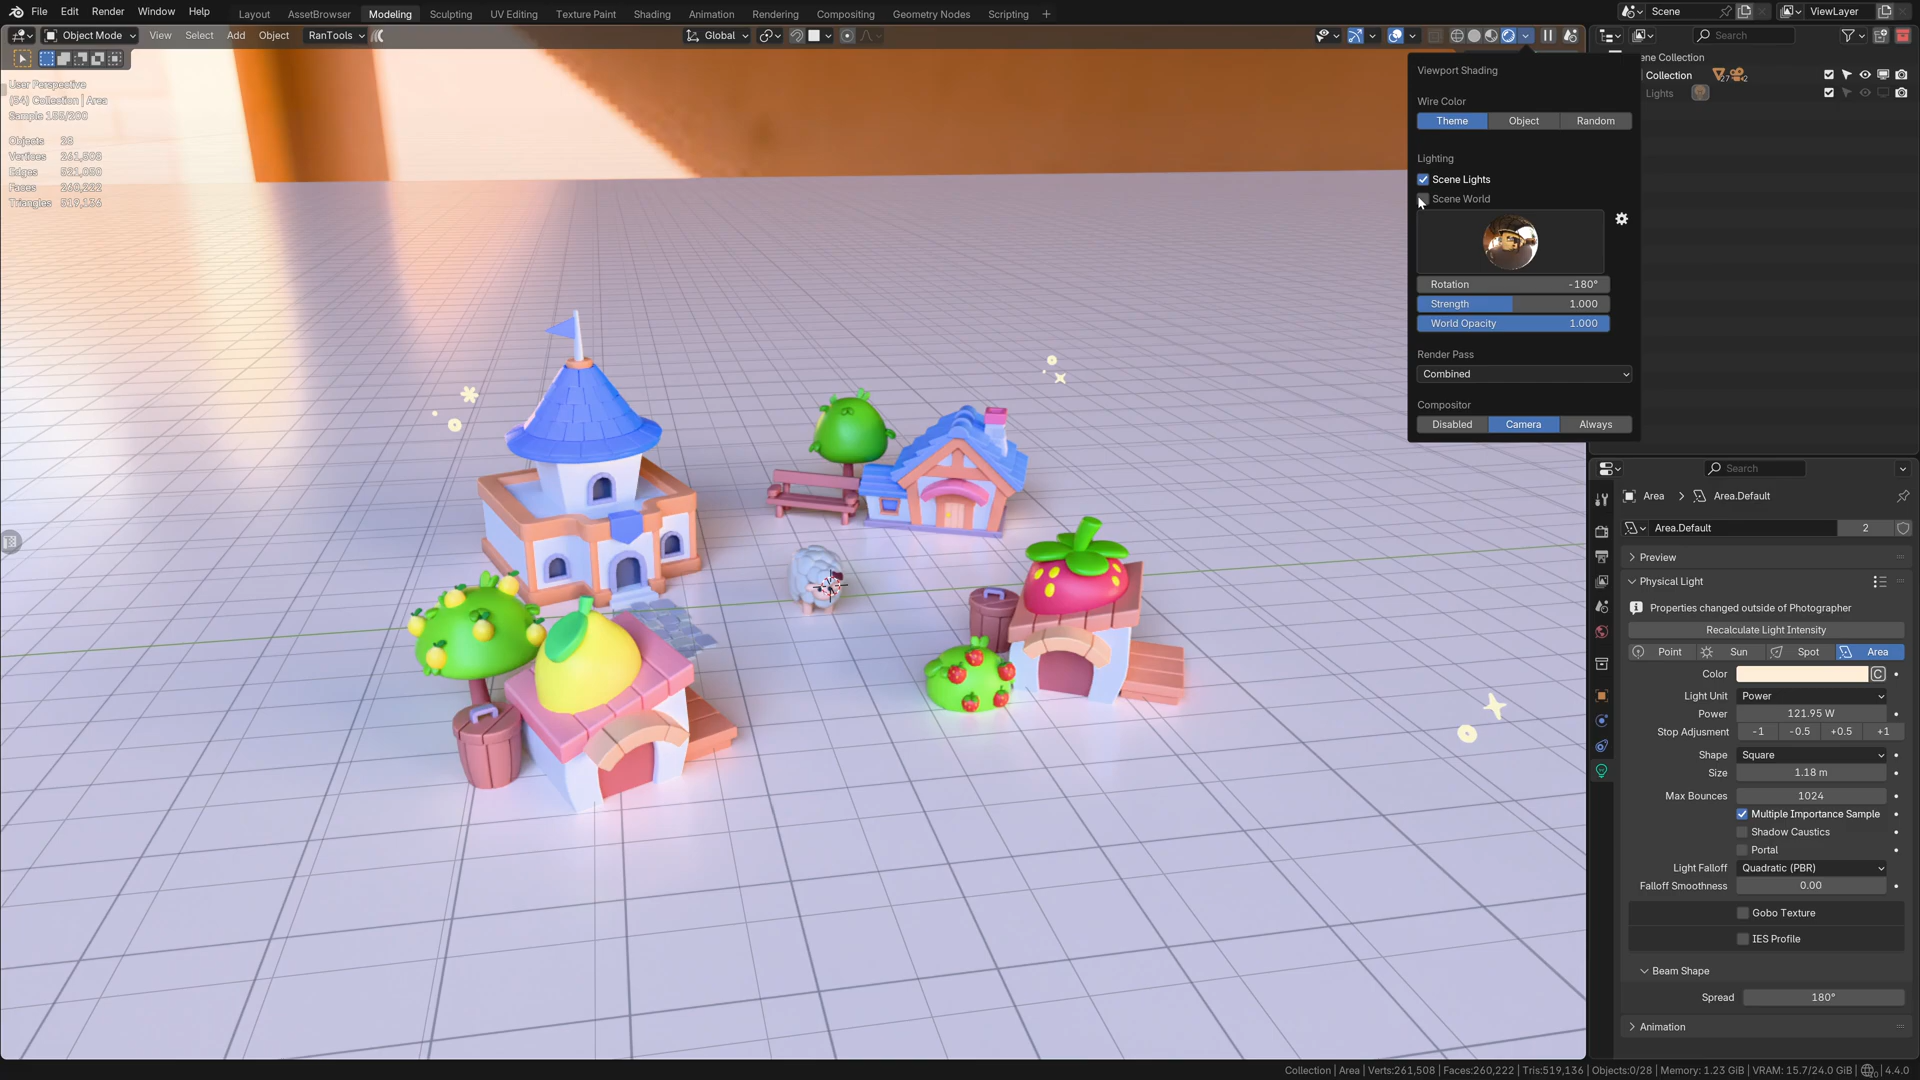 File Edit Render Window Help Layout AssetBrowser Modeling Sculpting UV Editing Texture Paint Shading Animation Rendering Compositing Geometry Nodes Scripting + Scene ViewLayer
Object Mode View Select Add Object RanTools Global Search
User Perspective
(54) Collection | Area
Sample 155/200
Objects 28
Vertices 261,508
Edges 521,050
Faces 260,222
Triangles 519,136
Viewport Shading
Wire Color
Theme Object Random
Lighting
Scene Lights
Scene World
Rotation -180°
Strength 1.000
World Opacity 1.000
Render Pass
Combined
Compositor
Disabled Camera Always
ene Collection
Collection 27 2
Lights
Search
Area Area.Default
Area.Default 2
Preview
Physical Light
Properties changed outside of Photographer
Recalculate Light Intensity
Point Sun Spot Area
Color C
Light Unit Power
Power 121.95 W
Stop Adjusment -1 -0.5 +0.5 +1
Shape Square
Size 1.18 m
Max Bounces 1024
Multiple Importance Sample
Shadow Caustics
Portal
Light Falloff Quadratic (PBR)
Falloff Smoothness 0.00
Gobo Texture
IES Profile
Beam Shape
Spread 180°
Animation
Collection | Area | Verts:261,508 | Faces:260,222 | Tris:519,136 | Objects:0/28 | Memory: 1.23 GiB | VRAM: 15.7/24.0 GiB | 4.4.0